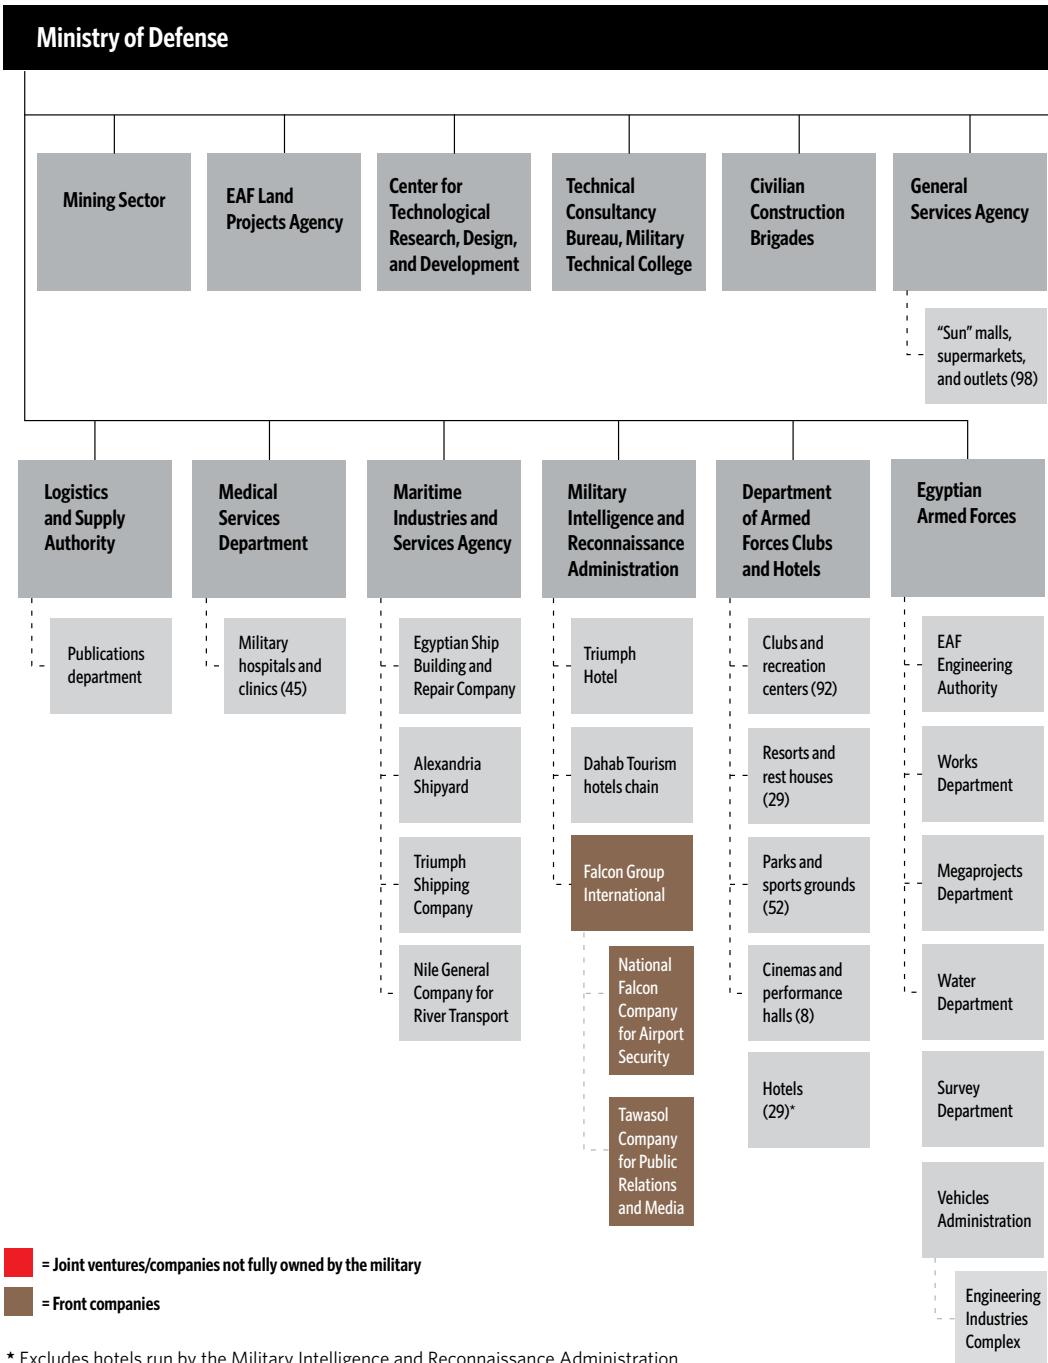 Ministry of Defense
Mining Sector
EAF Land
Projects Agency
Center for
Technological
Research, Design,
and Development
Technical
Consultancy
Bureau, Military
Technical College
Civilian
Construction
Brigades
General
Services Agency
“Sun” malls,
supermarkets,
and outlets (98)
Logistics
and Supply
Authority
Medical
Services
Department
Maritime
Industries and
Services Agency
Military
Intelligence and
Reconnaissance
Administration
Department
of Armed
Forces Clubs
and Hotels
Egyptian
Armed Forces
Publications
department
Military
hospitals and
clinics (45)
Egyptian Ship
Building and
Repair Company
Alexandria
Shipyard
Triumph
Shipping
Company
Nile General
Company for
River Transport
Triumph
Hotel
Dahab Tourism
hotels chain
Falcon Group
International
National
Falcon
Company
for Airport
Security
Tawasol
Company
for Public
Relations
and Media
Clubs and
recreation
centers (92)
Resorts and
rest houses
(29)
Parks and
sports grounds
(52)
Cinemas and
performance
halls (8)
Hotels
(29)*
EAF
Engineering
Authority
Works
Department
Megaprojects
Department
Water
Department
Survey
Department
Vehicles
Administration
Engineering
Industries
Complex
= Joint ventures/companies not fully owned by the military
= Front companies
* Excludes hotels run by the Military Intelligence and Reconnaissance Administration